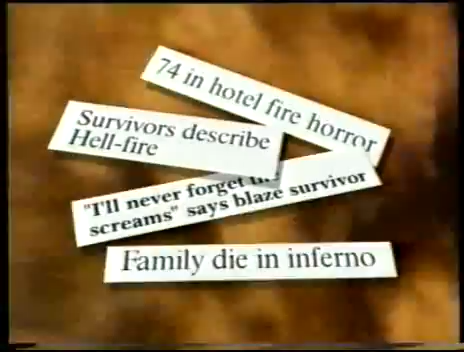 74 in hotel fire horror
Survivors describe
Hell-fire
"I'll never forget the
screams" says blaze survivor
Family die in inferno